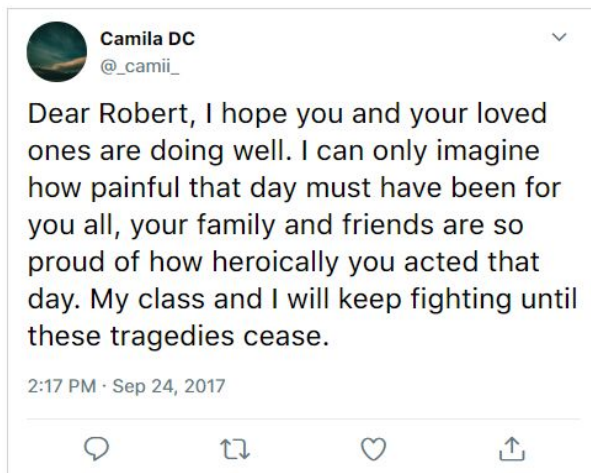 Camila DC
@_camii_
Dear Robert, I hope you and your loved
ones are doing well. I can only imagine
how painful that day must have been for
you all, your family and friends are so
proud of how heroically you acted that
day. My class and I will keep fighting until
these tragedies cease.
2:17 PM · Sep 24, 2017